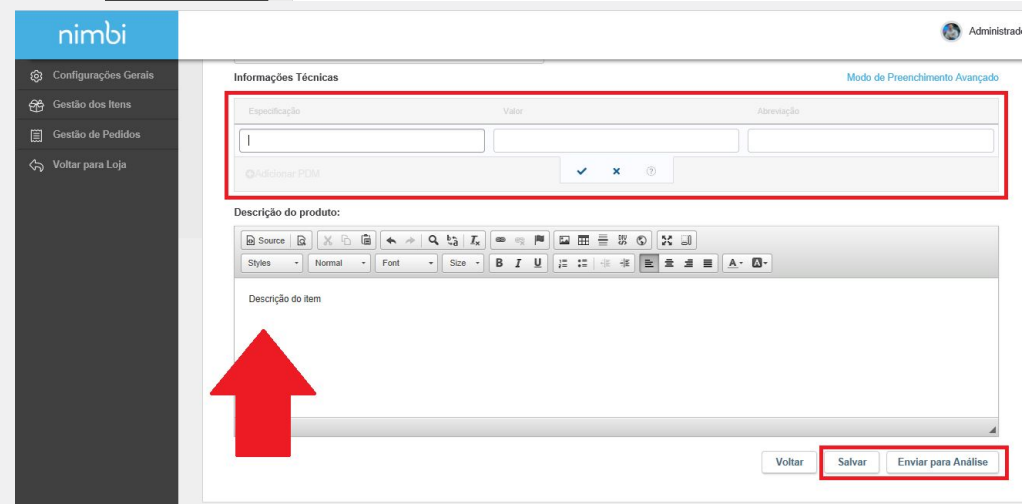 nimbi
Administrado
Configurações Gerais
Gestão dos Itens
Gestão de Pedidos
Voltar para Loja
Informações Técnicas
Modo de Preenchimento Avançado
Especificação Valor Abreviação
Adicionar PDM
Descrição do produto:
Source
Styles Normal Font Size B I U A A
Descrição do item
Voltar Salvar Enviar para Análise